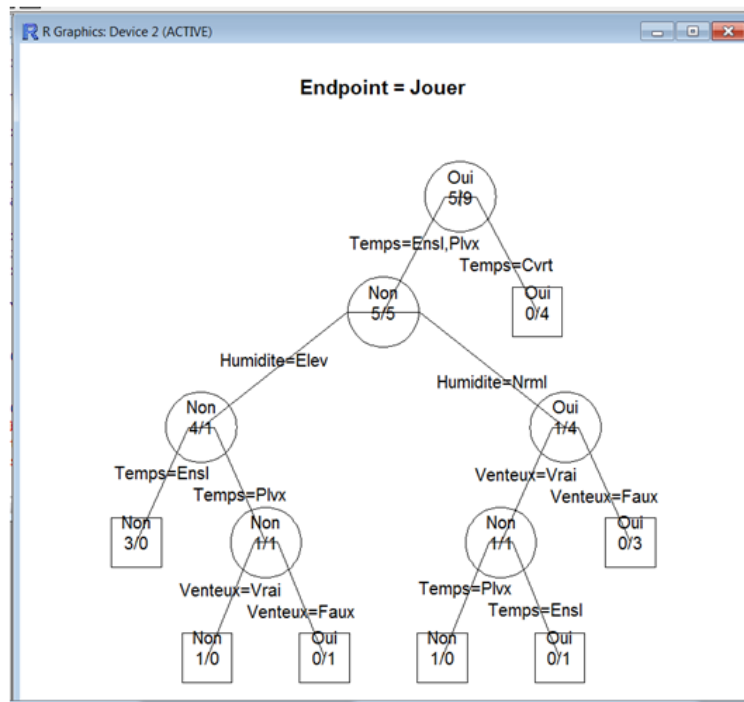 R Graphics: Device 2 (ACTIVE)
Endpoint = Jouer
Oui
5/9
Temps=Ensl,Plvx
Temps=Cvrt
Non
5/5
Oui
0/4
Humidite=Elev
Humidite=Nrml
Non
4/1
Oui
1/4
Temps=Ensl
Temps=Plvx
Venteux=Vrai
Venteux=Faux
Non
3/0
Non
1/1
Non
1/1
Oui
0/3
Venteux=Vrai
Venteux=Faux
Temps=Plvx
Temps=Ensl
Non
1/0
Oui
0/1
Non
1/0
Oui
0/1